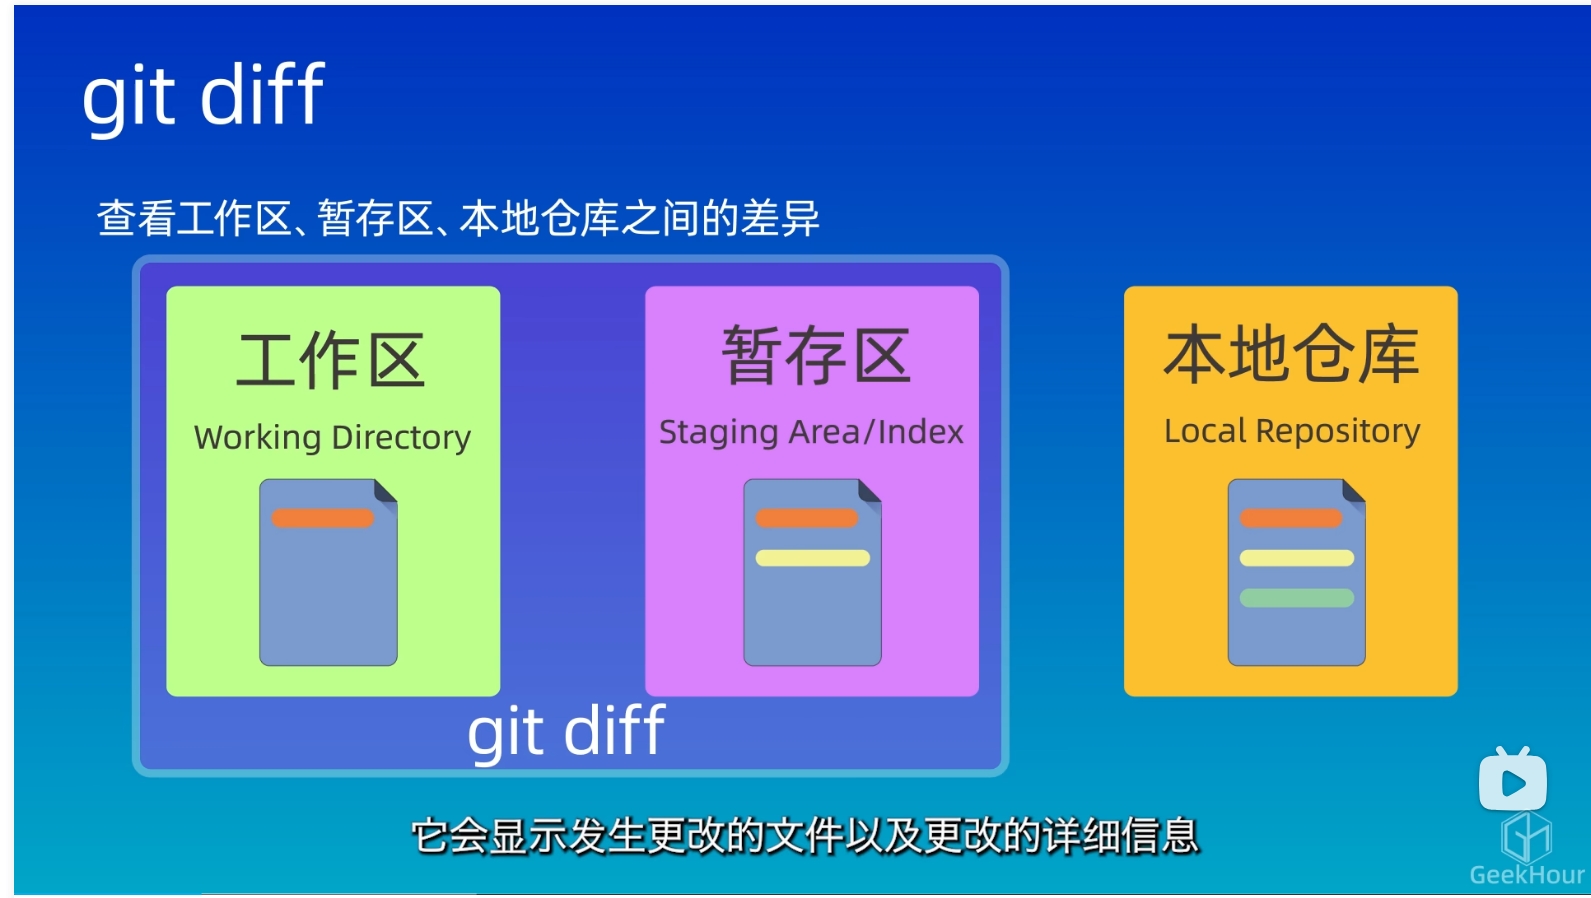 git diff
查看工作区、暂存区、本地仓库之间的差异
工作区
Working Directory
暂存区
Staging Area/Index
本地仓库
Local Repository
git diff
它会显示发生更改的文件以及更改的详细信息
GeekHour